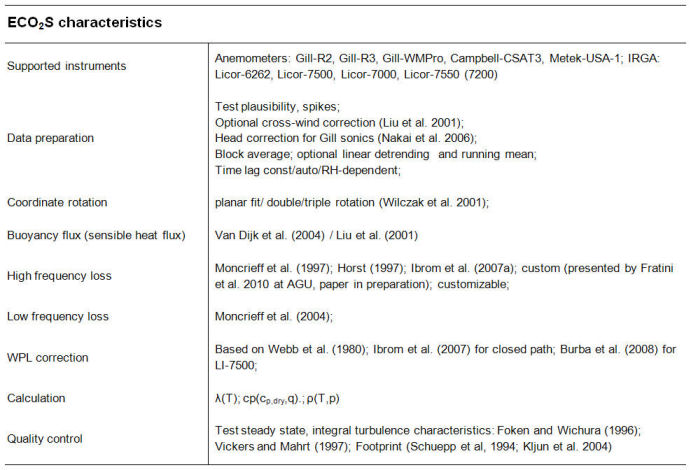 ECO₂S characteristics
Supported instruments
Anemometers: Gill-R2, Gill-R3, Gill-WMPro, Campbell-CSAT3, Metek-USA-1; IRGA:
Licor-6262, Licor-7500, Licor-7000, Licor-7550 (7200)
Data preparation
Test plausibility, spikes;
Optional cross-wind correction (Liu et al. 2001);
Head correction for Gill sonics (Nakai et al. 2006);
Block average; optional linear detrending and running mean;
Time lag const/auto/RH-dependent;
Coordinate rotation
planar fit/ double/triple rotation (Wilczak et al. 2001);
Buoyancy flux (sensible heat flux)
Van Dijk et al. (2004) / Liu et al. (2001)
High frequency loss
Moncrieff et al. (1997); Horst (1997); Ibrom et al. (2007a); custom (presented by Fratini
et al. 2010 at AGU, paper in preparation); customizable;
Low frequency loss
Moncrieff et al. (2004);
WPL correction
Based on Webb et al. (1980); Ibrom et al. (2007) for closed path; Burba et al. (2008) for
LI-7500;
Calculation
λ(T); cp(cp,dry,q).; ρ(T,p)
Quality control
Test steady state, integral turbulence characteristics: Foken and Wichura (1996);
Vickers and Mahrt (1997); Footprint (Schuepp et al, 1994; Kljun et al. 2004)